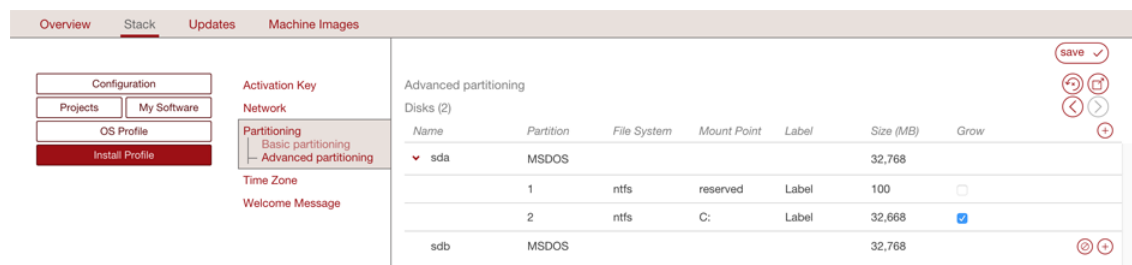 Overview Stack Updates Machine Images
save
Configuration
Projects My Software
OS Profile
Install Profile
Activation Key
Network
Partitioning
Basic partitioning
Advanced partitioning
Time Zone
Welcome Message
Advanced partitioning
Disks (2)
Name Partition File System Mount Point Label Size (MB) Grow
sda MSDOS 32,768
1 ntfs reserved Label 100
2 ntfs C: Label 32,668
sdb MSDOS 32,768